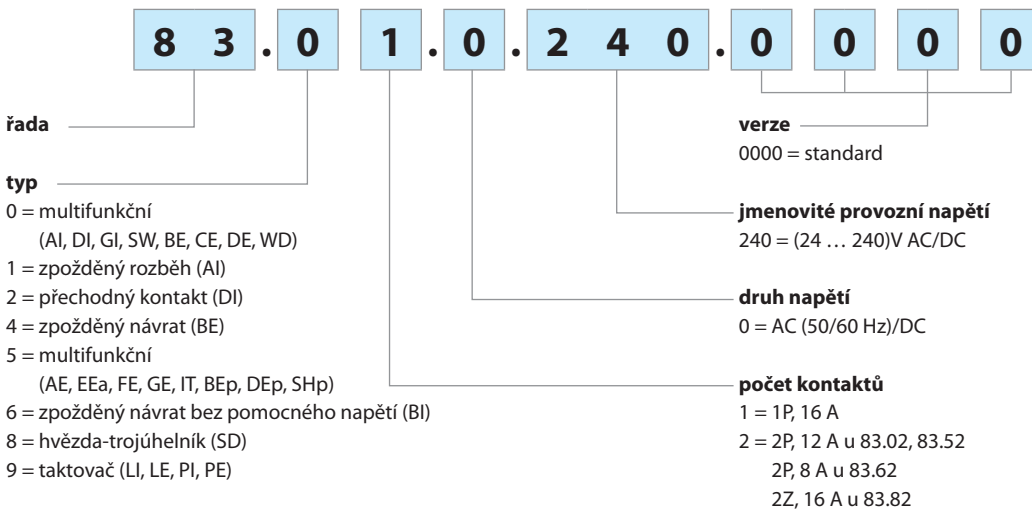 8 3 . 0 1 . 0 . 2 4 0 . 0 0 0 0
řada
typ
0 = multifunkční
(AI, DI, GI, SW, BE, CE, DE, WD)
1 = zpožděný rozběh (AI)
2 = přechodný kontakt (DI)
4 = zpožděný návrat (BE)
5 = multifunkční
(AE, EEa, FE, GE, IT, BEp, DEp, SHp)
6 = zpožděný návrat bez pomocného napětí (BI)
8 = hvězda-trojúhelník (SD)
9 = taktovač (LI, LE, PI, PE)
verze
0000 = standard
jmenovité provozní napětí
240 = (24 … 240)V AC/DC
druh napětí
0 = AC (50/60 Hz)/DC
počet kontaktů
1 = 1P, 16 A
2 = 2P, 12 A u 83.02, 83.52
2P, 8 A u 83.62
2Z, 16 A u 83.82